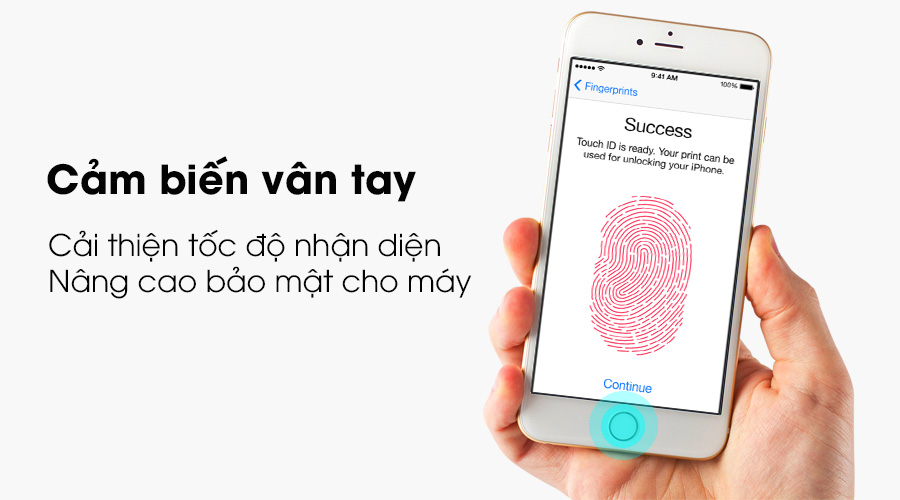 Cảm biến vân tay
Cải thiện tốc độ nhận diện
Nâng cao bảo mật cho máy
9:41 AM
100%
Fingerprints
Success
Touch ID is ready. Your print can be
used for unlocking your iPhone.
Continue